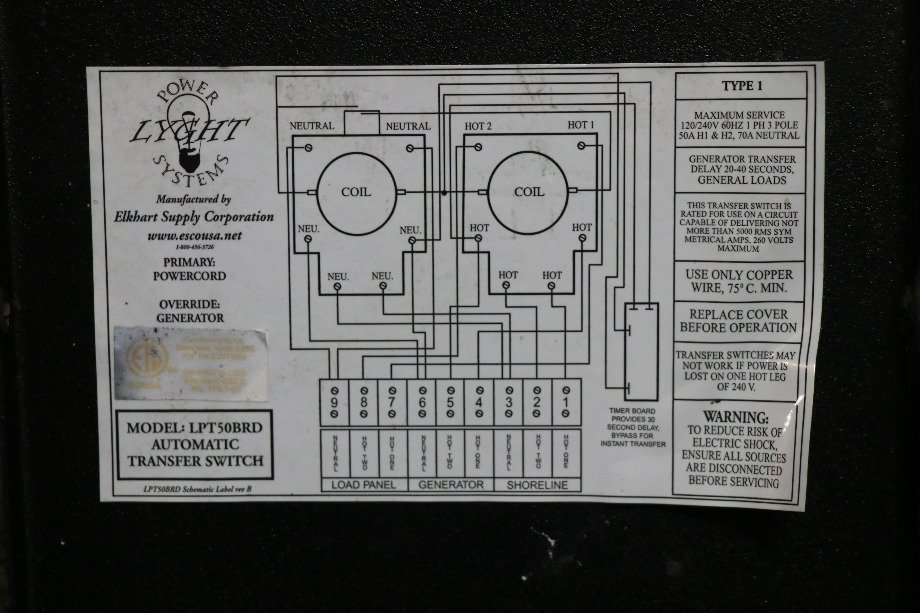 POWER
LYGHT
SYSTEMS
Manufactured by
Elkhart Supply Corporation
www.escousa.net
1-800-456-3726
PRIMARY:
POWERCORD
OVERRIDE:
GENERATOR
MODEL: LPT50BRD
AUTOMATIC
TRANSFER SWITCH
LPT50BRD Schematic Label rev B
NEUTRAL
NEUTRAL
HOT 2
HOT 1
COIL
COIL
NEU.
NEU.
HOT
HOT
NEU.
NEU.
HOT
HOT
9 8 7 6 5 4 3 2 1
NEUTRAL
HOT TWO
HOT ONE
NEUTRAL
HOT TWO
HOT ONE
NEUTRAL
HOT TWO
HOT ONE
LOAD PANEL
GENERATOR
SHORELINE
TIMER BOARD
PROVIDES 30
SECOND DELAY,
BYPASS FOR
INSTANT TRANSFER
TYPE 1
MAXIMUM SERVICE
120/240V 60HZ 1 PH 3 POLE
50A H1 & H2, 70A NEUTRAL
GENERATOR TRANSFER
DELAY 20-40 SECONDS,
GENERAL LOADS
THIS TRANSFER SWITCH IS
RATED FOR USE ON A CIRCUIT
CAPABLE OF DELIVERING NOT
MORE THAN 5000 RMS SYM
METRICAL AMPS, 260 VOLTS
MAXIMUM
USE ONLY COPPER
WIRE, 75° C. MIN.
REPLACE COVER
BEFORE OPERATION
TRANSFER SWITCHES MAY
NOT WORK IF POWER IS
LOST ON ONE HOT LEG
OF 240 V.
WARNING:
TO REDUCE RISK OF
ELECTRIC SHOCK,
ENSURE ALL SOURCES
ARE DISCONNECTED
BEFORE SERVICING